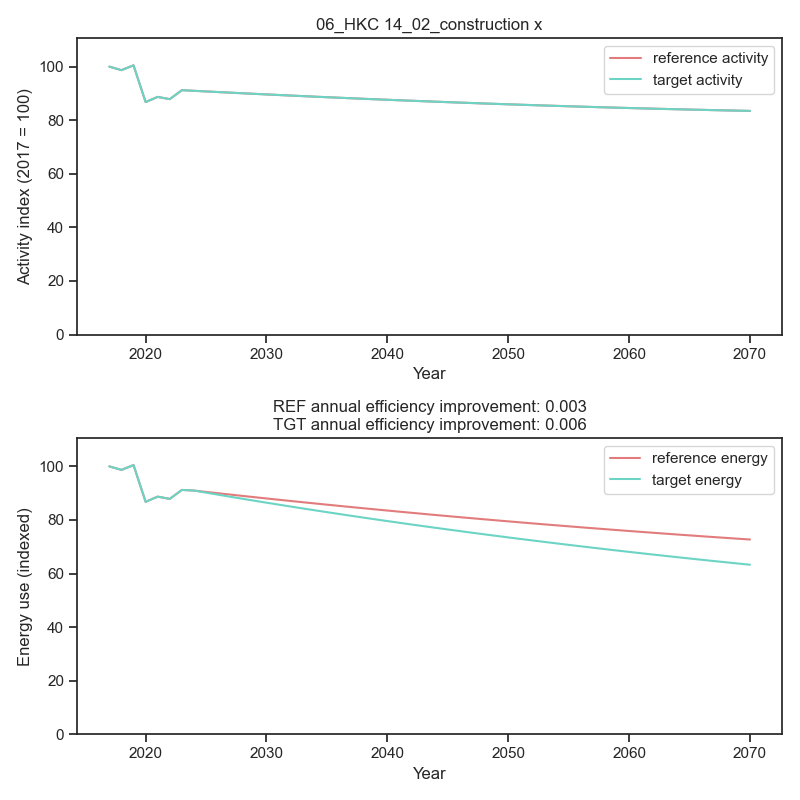 06_HKC 14_02_construction x
Activity index (2017 = 100)
100
80
60
40
20
0
reference activity
target activity
2020 2030 2040 2050 2060 2070
Year
REF annual efficiency improvement: 0.003
TGT annual efficiency improvement: 0.006
Energy use (indexed)
100
80
60
40
20
0
reference energy
target energy
2020 2030 2040 2050 2060 2070
Year